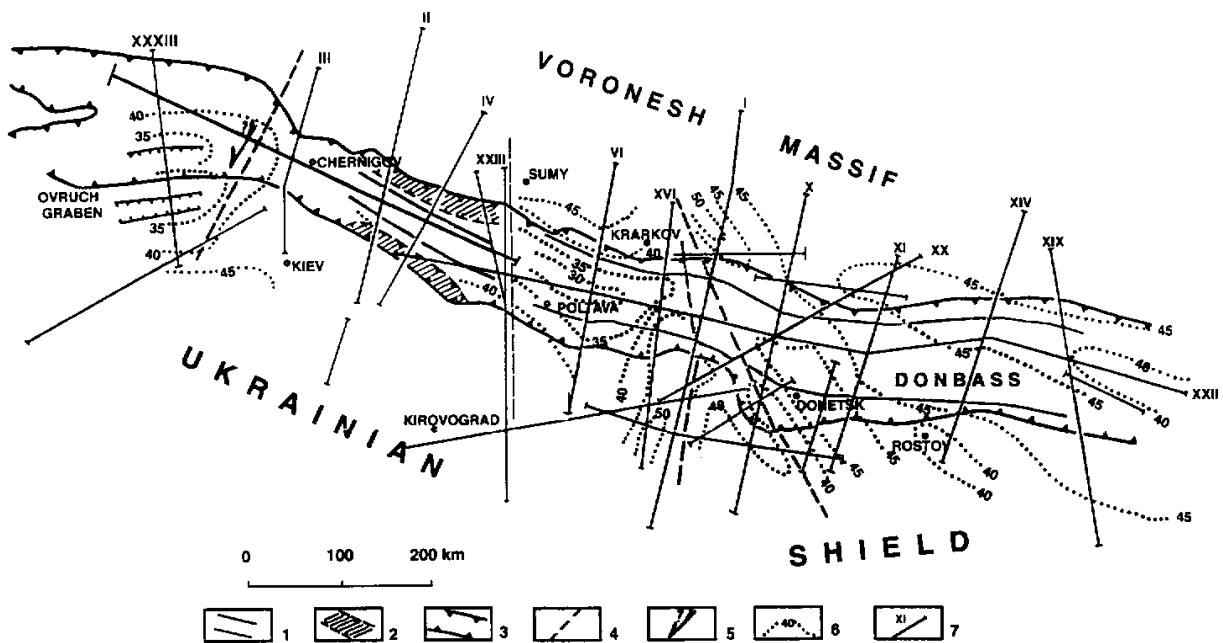 II
XXXIII
III
VORONESH
MASSIF
I
IV
40
35
CHERNIGOV
XXIII
SUMY
VI
XVI
45
50
45
X
45
KRARKOV
40
XIV
XIX
XI
XX
45
OVRUCH
GRABEN
35
40
45
KIEV
35
30
40
POLTAVA
35
45
45
48
XXII
DONBASS
45
40
40
50
48
DONETSK
ROSTOV
KIROVOGRAD
45
40
40
40
45
UKRAINIAN
SHIELD
0 100 200 km
1 2 3 4 5 40 6 XI 7